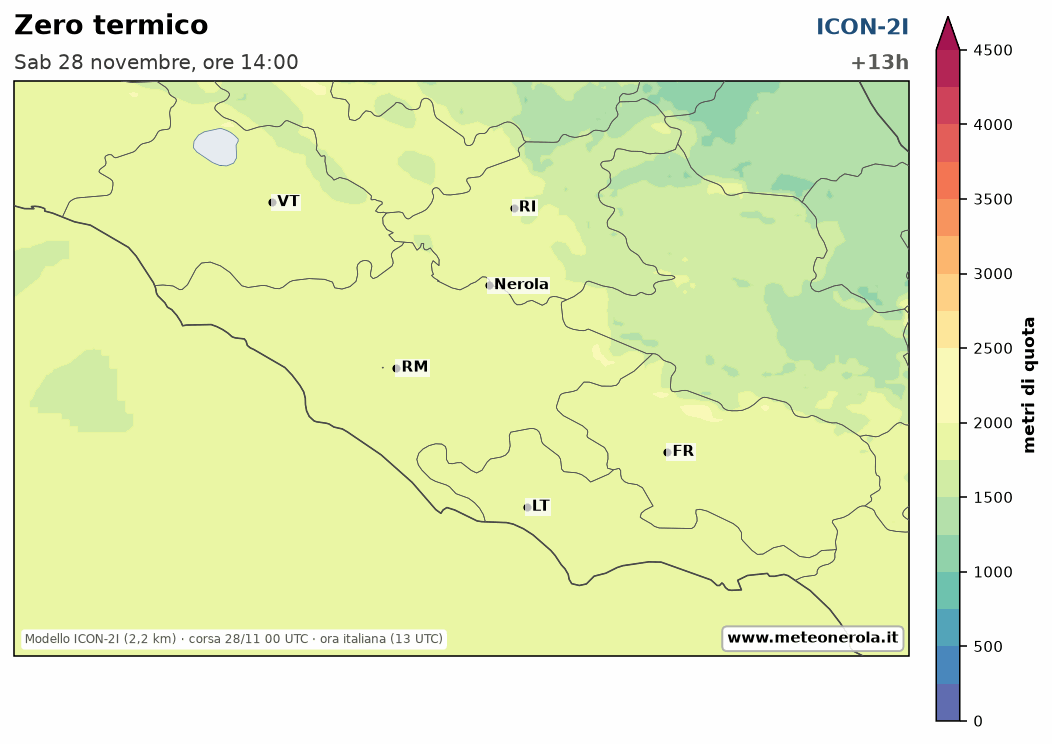 Zero termico
ICON-2I
Sab 28 novembre, ore 14:00
+13h
4500
4000
3500
3000
2500
2000
1500
1000
500
0
metri di quota
VT
RI
Nerola
RM
FR
LT
Modello ICON-2I (2,2 km) · corsa 28/11 00 UTC · ora italiana (13 UTC)
www.meteonerola.it